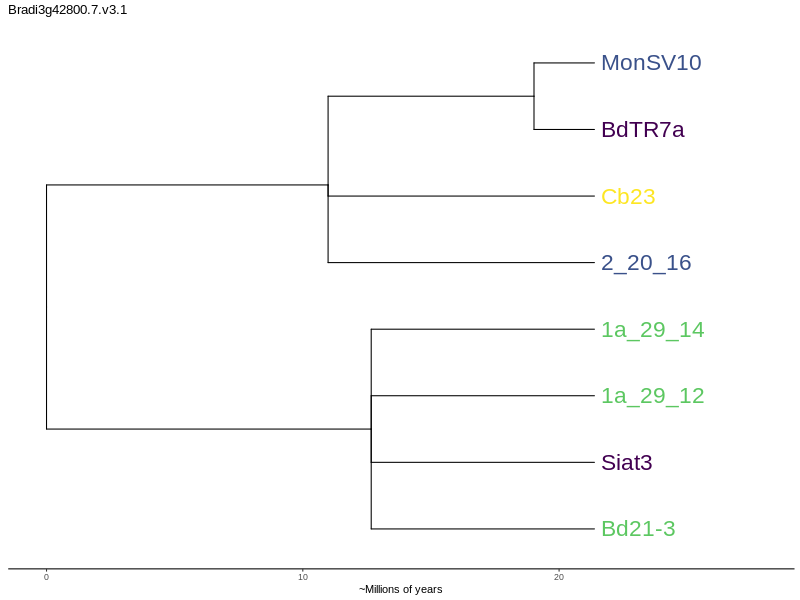 Bradi3g42800.7.v3.1
MonSV10
BdTR7a
Cb23
2_20_16
1a_29_14
1a_29_12
Siat3
Bd21-3
0 10 20
~Millions of years